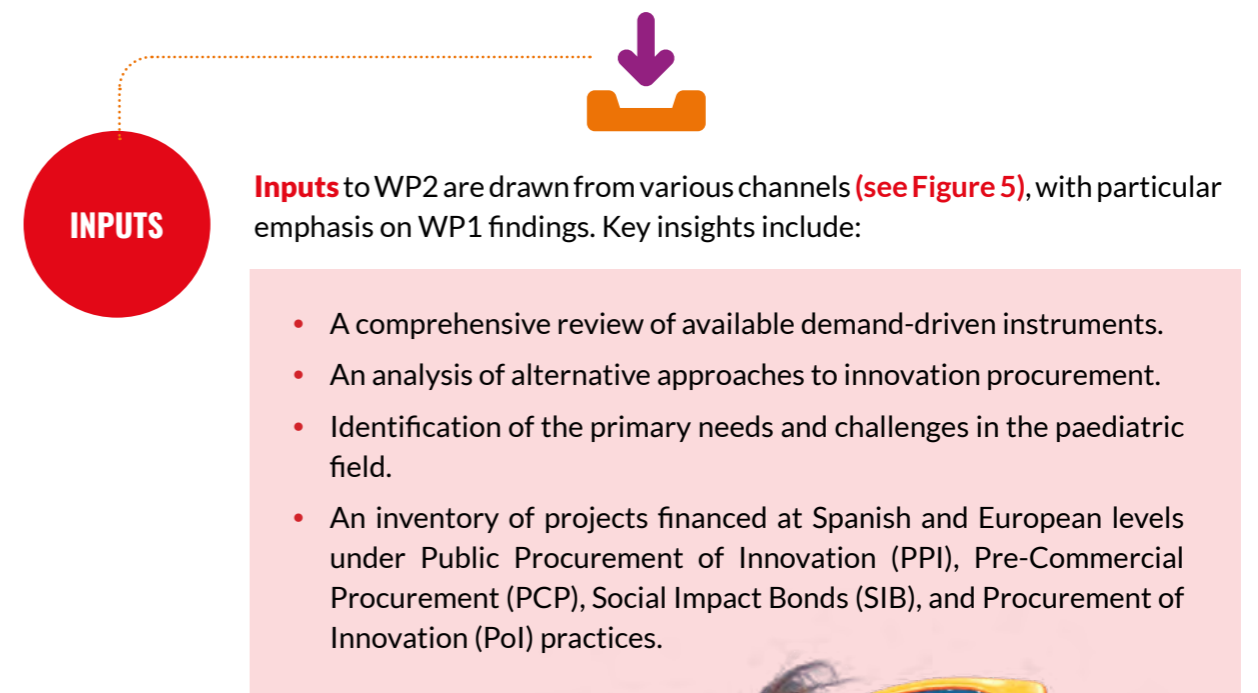 INPUTS
Inputs to WP2 are drawn from various channels (see Figure 5), with particular
emphasis on WP1 findings. Key insights include:
• A comprehensive review of available demand-driven instruments.
• An analysis of alternative approaches to innovation procurement.
• Identification of the primary needs and challenges in the paediatric
field.
• An inventory of projects financed at Spanish and European levels
under Public Procurement of Innovation (PPI), Pre-Commercial
Procurement (PCP), Social Impact Bonds (SIB), and Procurement of
Innovation (PoI) practices.